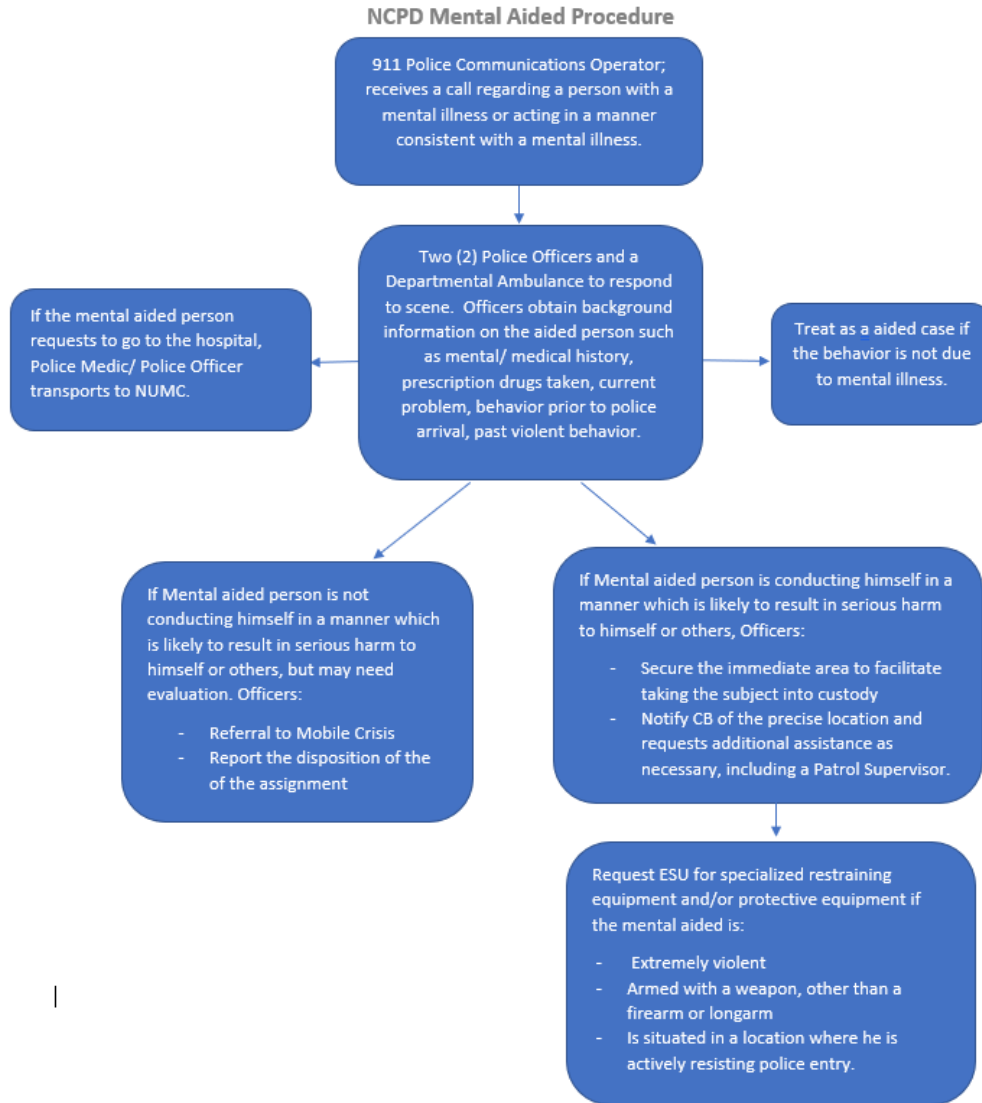 NCPD Mental Aided Procedure
911 Police Communications Operator;
receives a call regarding a person with a
mental illness or acting in a manner
consistent with a mental illness.
Two (2) Police Officers and a
Departmental Ambulance to respond
to scene.  Officers obtain background
information on the aided person such
as mental/ medical history,
prescription drugs taken, current
problem, behavior prior to police
arrival, past violent behavior.
If the mental aided person
requests to go to the hospital,
Police Medic/ Police Officer
transports to NUMC.
Treat as a aided case if
the behavior is not due
to mental illness.
If Mental aided person is not
conducting himself in a manner which
is likely to result in serious harm to
himself or others, but may need
evaluation. Officers:
- Referral to Mobile Crisis
- Report the disposition of the
of the assignment
If Mental aided person is conducting himself in a
manner which is likely to result in serious harm
to himself or others, Officers:
- Secure the immediate area to facilitate
taking the subject into custody
- Notify CB of the precise location and
requests additional assistance as
necessary, including a Patrol Supervisor.
Request ESU for specialized restraining
equipment and/or protective equipment if
the mental aided is:
- Extremely violent
- Armed with a weapon, other than a
firearm or longarm
- Is situated in a location where he is
actively resisting police entry.